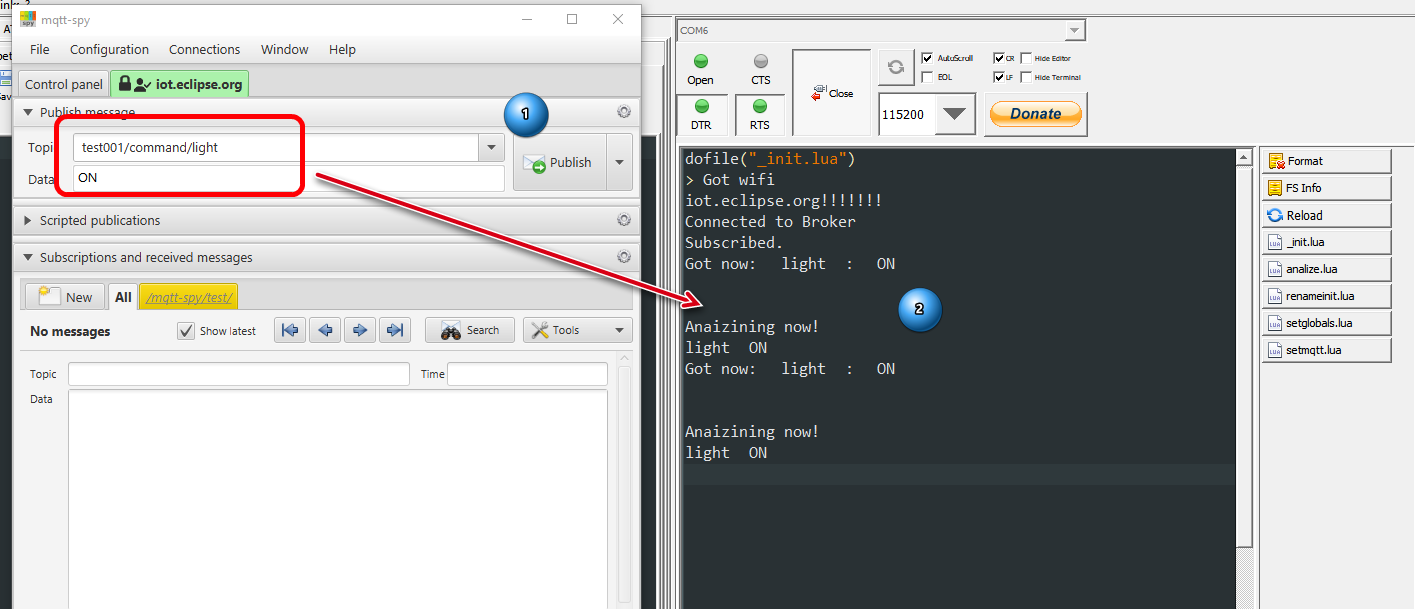 mqtt-spy
File Configuration Connections Window Help
Control panel
iot.eclipse.org
Publish message
1
Topi
test001/command/light
Publish
Data
ON
Scripted publications
Subscriptions and received messages
New
All
/mqtt-spy/test/
No messages
Show latest
Search
Tools
Topic
Time
Data
COM6
Open
CTS
DTR
RTS
Close
AutoScroll
EOL
CR
Hide Editor
LF
Hide Terminal
115200
Donate
dofile("_init.lua")
> Got wifi
iot.eclipse.org!!!!!!!
Connected to Broker
Subscribed.
Got now: light : ON
2
Anaizining now!
light ON
Got now: light : ON
Anaizining now!
light ON
Format
FS Info
Reload
_init.lua
analize.lua
renameinit.lua
setglobals.lua
setmqtt.lua